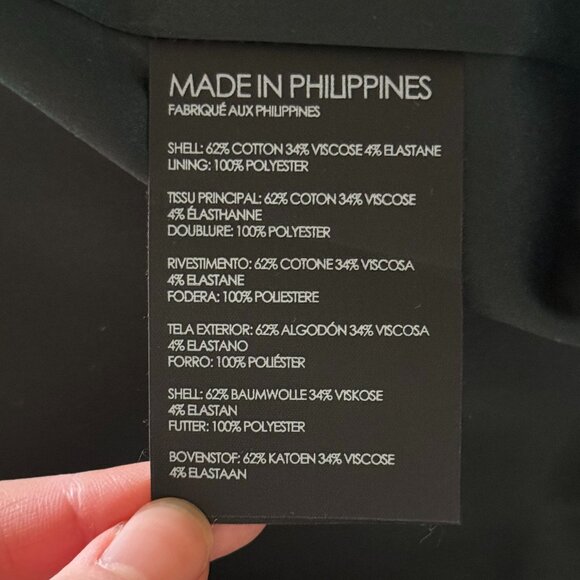 MADE IN PHILIPPINES
FABRIQUÉ AUX PHILIPPINES
SHELL: 62% COTTON 34% VISCOSE 4% ELASTANE
LINING: 100% POLYESTER
TISSU PRINCIPAL: 62% COTON 34% VISCOSE
4% ÉLASTHANNE
DOUBLURE: 100% POLYESTER
RIVESTIMENTO: 62% COTONE 34% VISCOSA
4% ELASTANE
FODERA: 100% POLIESTERE
TELA EXTERIOR: 62% ALGODÓN 34% VISCOSA
4% ELASTANO
FORRO: 100% POLIÉSTER
SHELL: 62% BAUMWOLLE 34% VISKOSE
4% ELASTAN
FUTTER: 100% POLYESTER
BOVENSTOF: 62% KATOEN 34% VISCOSE
4% ELASTAAN